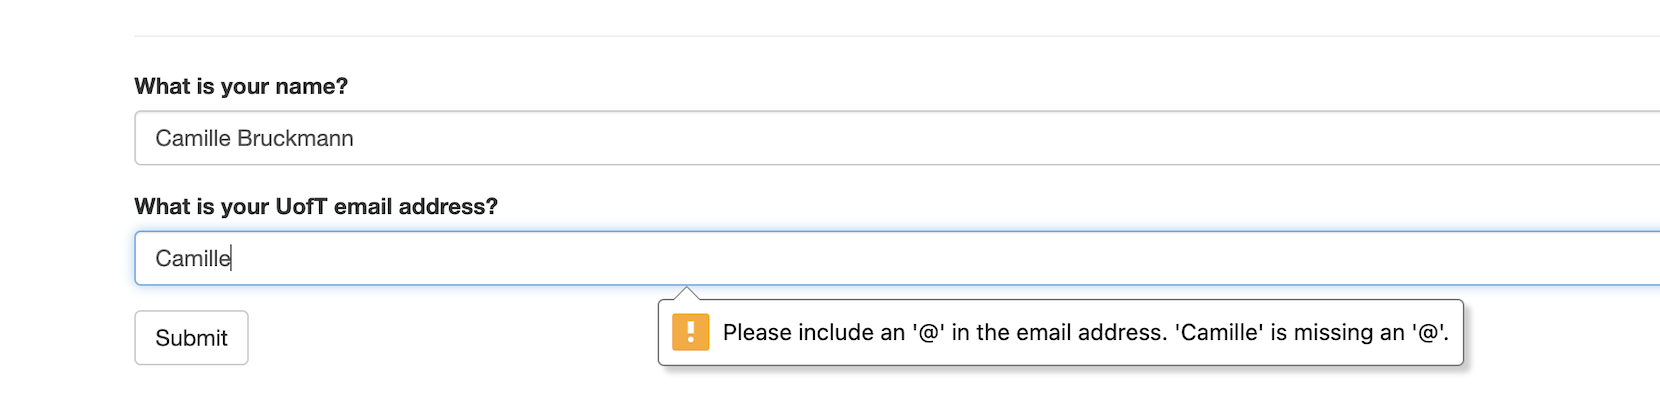 What is your name?
Camille Bruckmann
What is your UofT email address?
Camille
Submit
Please include an '@' in the email address. 'Camille' is missing an '@'.